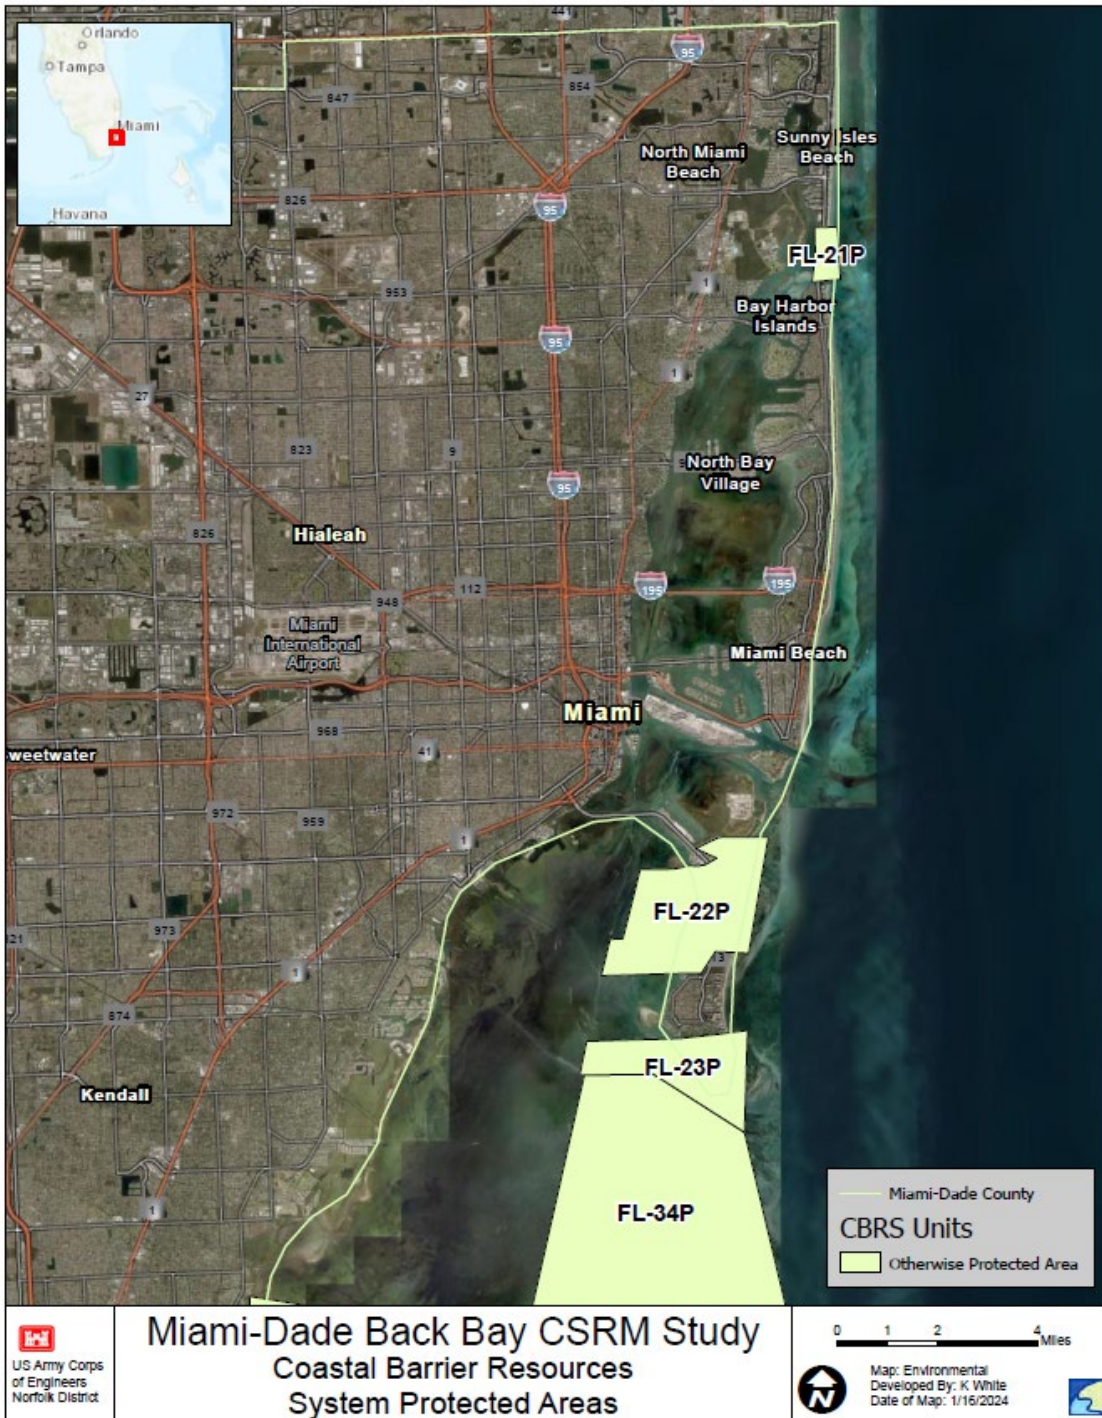 Orlando
Tampa
Miami
Havana
441
95
847
854
North Miami
Beach
Sunny Isles
Beach
826
95
FL-21P
953
1
Bay Harbor
Islands
95
1
27
823
9
North Bay
Village
95
826
Hialeah
195
195
112
948
Miami
International
Airport
Miami Beach
Miami
968
41
weetwater
972
959
1
FL-22P
973
821
1
13
874
FL-23P
Kendall
1
FL-34P
Miami-Dade County
CBRS Units
Otherwise Protected Area
US Army Corps
of Engineers
Norfolk District
Miami-Dade Back Bay CSRM Study
Coastal Barrier Resources
System Protected Areas
0 1 2 4 Miles
N
Map: Environmental
Developed By: K White
Date of Map: 1/16/2024